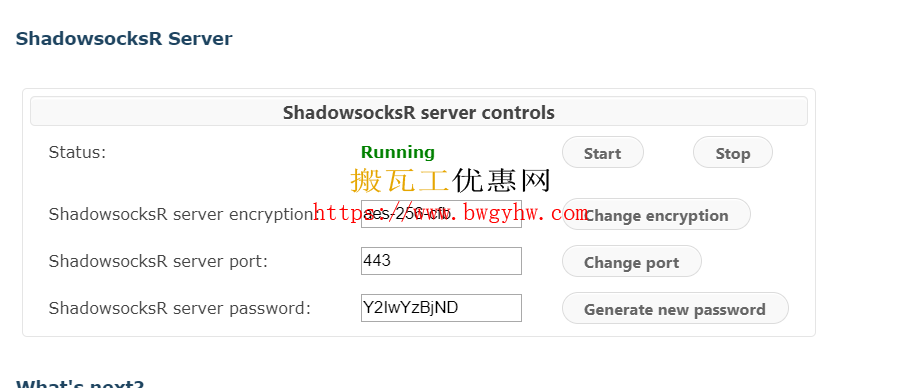 ShadowsocksR Server
ShadowsocksR server controls
Status: Running Start Stop
搬瓦工优惠网
ShadowsocksR server encryption: aes-256-cfb Change encryption
https://www.bwgyhw.com
ShadowsocksR server port: 443 Change port
ShadowsocksR server password: Y2IwYzBjND Generate new password
What's next?